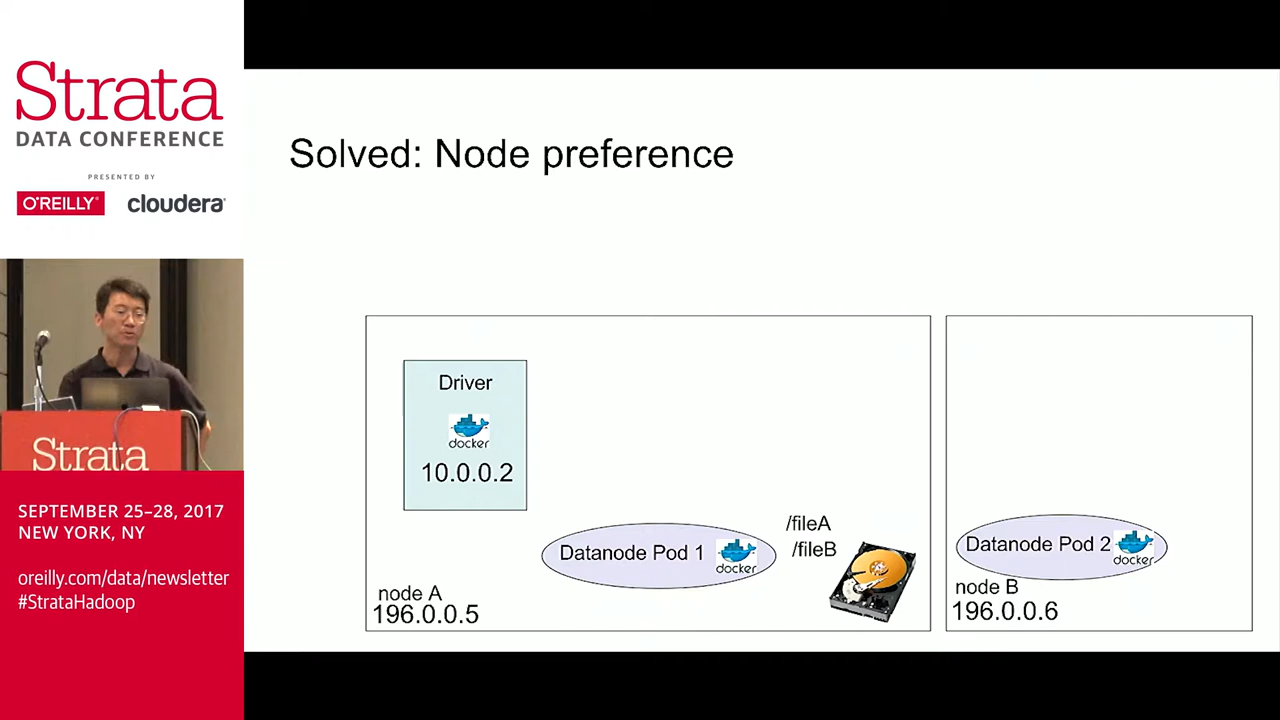 Strata
DATA CONFERENCE
PRESENTED BY
O'REILLY® cloudera®
Strata
SEPTEMBER 25–28, 2017
NEW YORK, NY
oreilly.com/data/newsletter
#StrataHadoop
Solved: Node preference
Driver
docker
10.0.0.2
Datanode Pod 1
docker
/fileA
/fileB
node A
196.0.0.5
Datanode Pod 2
docker
node B
196.0.0.6